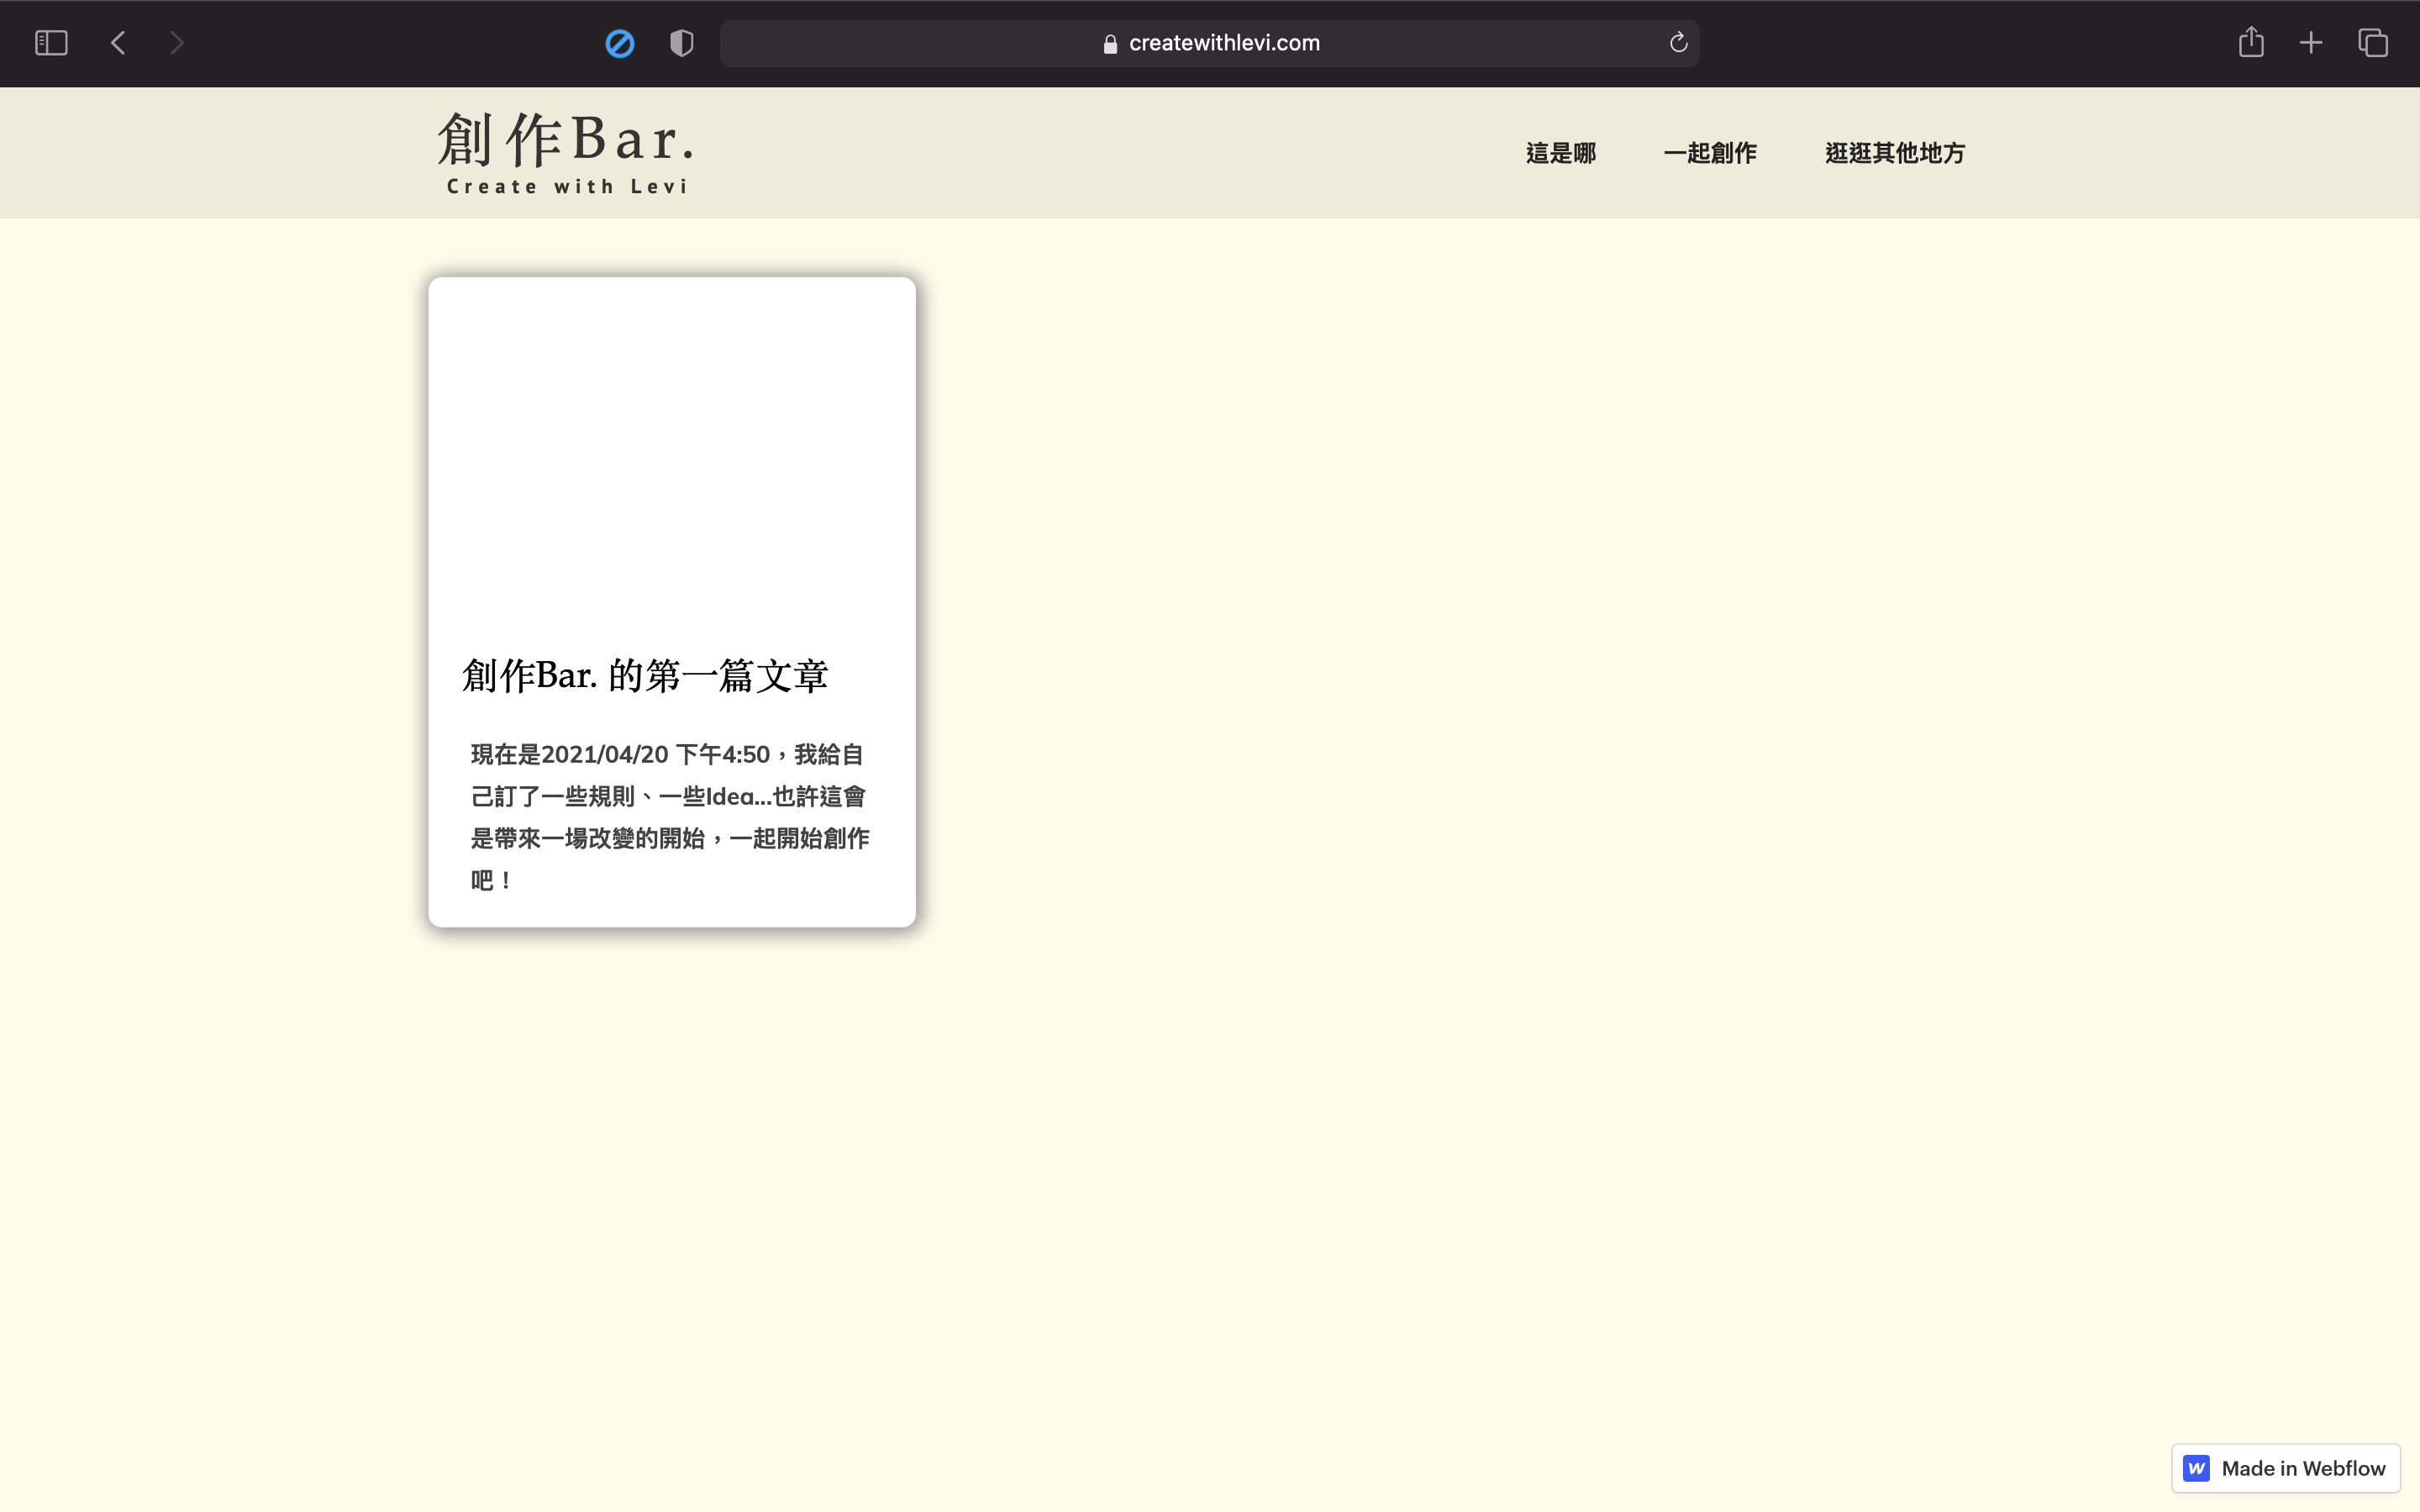 createwithlevi.com
創作Bar.
Create with Levi
這是哪
一起創作
逛逛其他地方
創作Bar. 的第一篇文章
現在是2021/04/20 下午4:50，我給自
己訂了一些規則、一些Idea...也許這會
是帶來一場改變的開始，一起開始創作
吧！
Made in Webflow